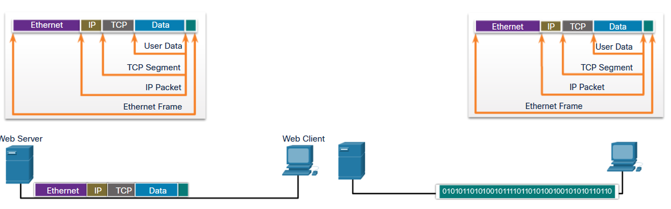 Ethernet IP TCP Data
User Data
TCP Segment
IP Packet
Ethernet Frame
Ethernet IP TCP Data
User Data
TCP Segment
IP Packet
Ethernet Frame
Web Server
Web Client
Ethernet IP TCP Data